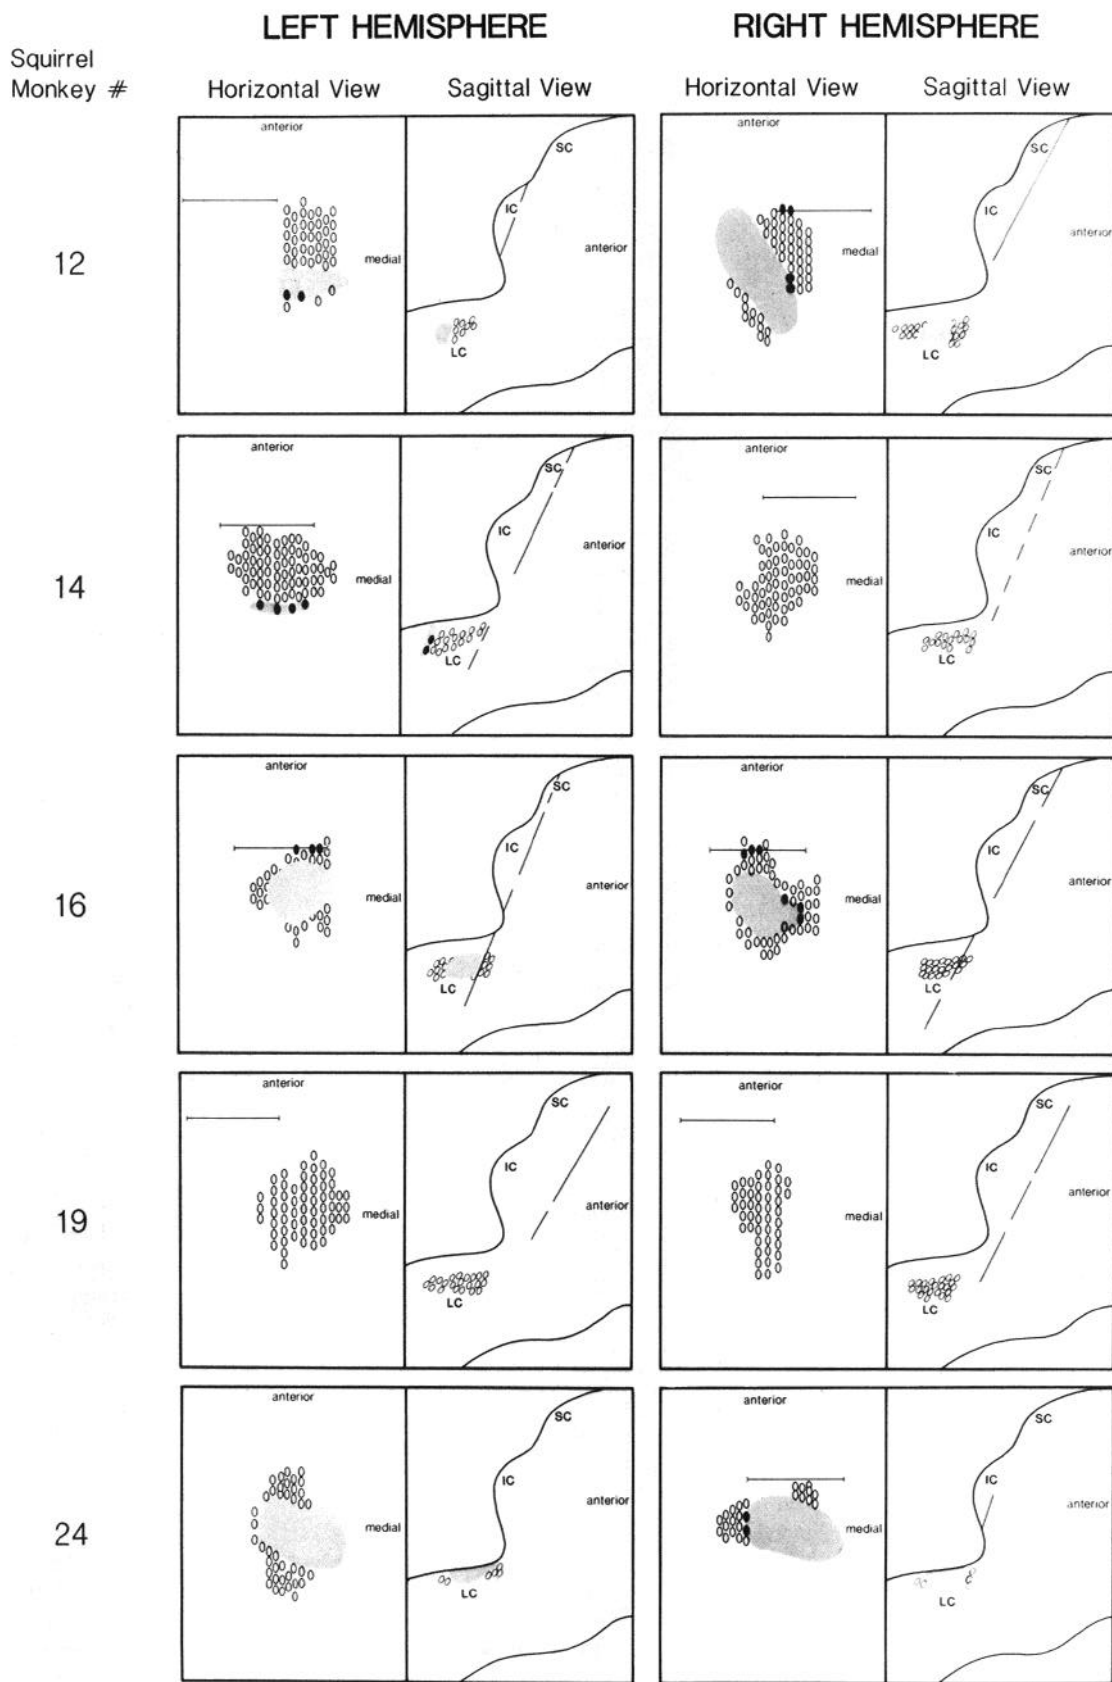 LEFT HEMISPHERE RIGHT HEMISPHERE
Squirrel
Monkey # Horizontal View Sagittal View Horizontal View Sagittal View
12
anterior
medial
SC
IC
anterior
LC
anterior
medial
SC
IC
anterior
LC
14
anterior
medial
SC
IC
anterior
LC
anterior
medial
SC
IC
anterior
LC
16
anterior
medial
SC
IC
anterior
LC
anterior
medial
SC
IC
anterior
LC
19
anterior
medial
SC
IC
anterior
LC
anterior
medial
SC
IC
anterior
LC
24
anterior
medial
SC
IC
anterior
LC
anterior
medial
SC
IC
anterior
LC